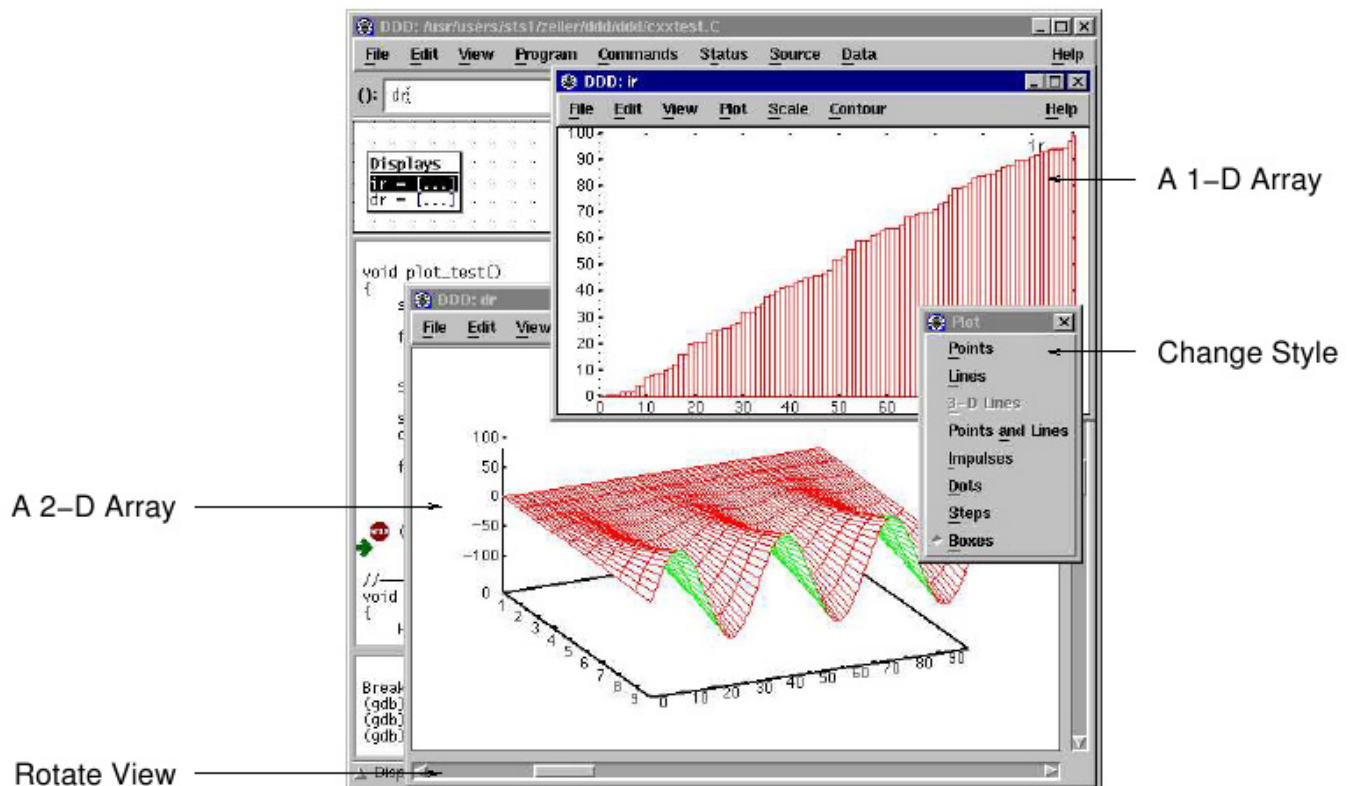 DDD: /usr/users/sts1/zeller/ddd/ddd/cxxtest.C
File Edit View Program Commands Status Source Data Help
(): dr
DDD: ir
File Edit View Plot Scale Contour Help
Displays
ir = [...]
dr = [...]
100
90
80
70
60
50
40
30
20
10
0
ir
0 10 20 30 40 50 60
A 1–D Array
void plot_test()
{
DDD: dr
File Edit View
Plot
Points
Lines
3-D Lines
Points and Lines
Impulses
Dots
Steps
Boxes
Change Style
A 2–D Array
100
50
0
-50
-100
0
1 2 3 4 5 6 7 8 9
0 10 20 30 40 50 60 70 80 90
//
void
{
Break
(gdb)
(gdb)
(gdb)
Disp
Rotate View